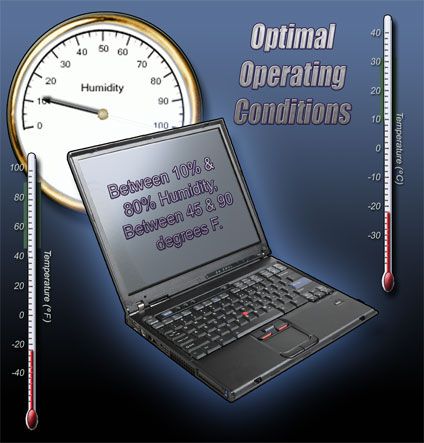 Optimal
Operating
Conditions
Humidity
0
10
20
30
40
50
60
70
80
90
100
Between 10% &
80% Humidity;
Between 45 & 90
degrees F.
100
80
60
40
20
0
-20
-40
Temperature (°F)
40
30
20
10
0
-10
-20
-30
Temperature (°C)